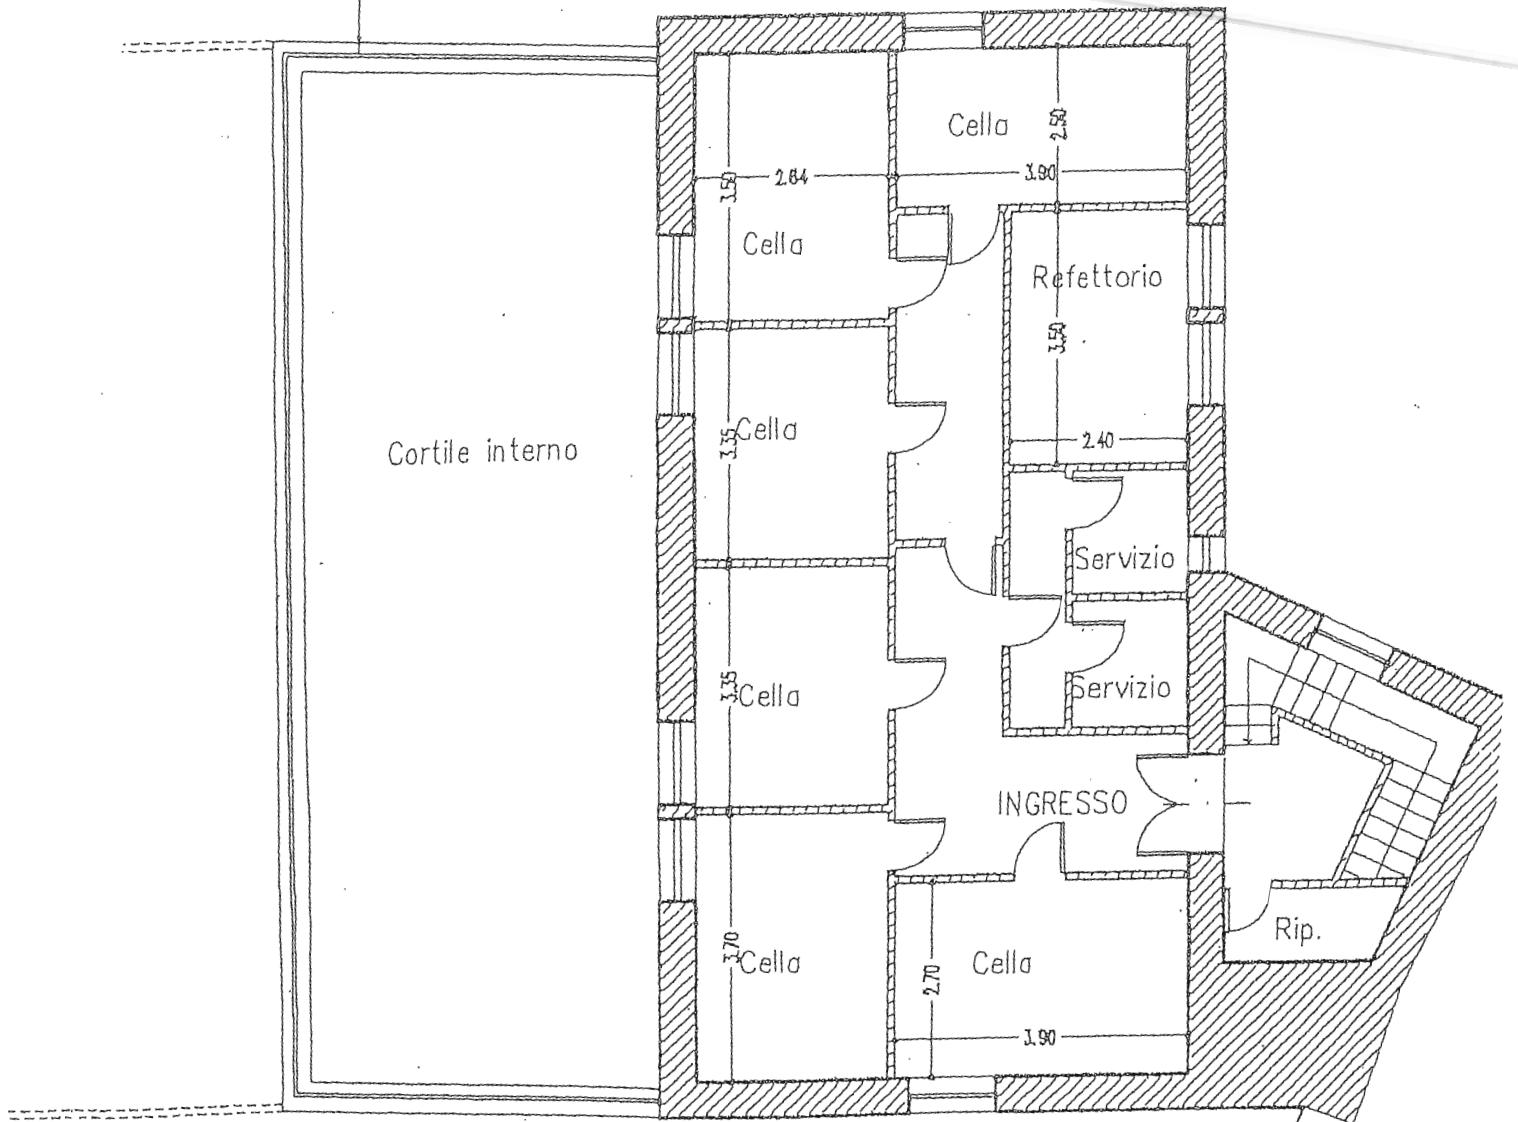 Cella
2.50
3.50
2.64
3.90
Cella
Refettorio
3.50
Cella
3.35
2.40
Cortile interno
Servizio
3.35
Cella
Servizio
INGRESSO
3.70
Cella
2.70
Cella
Rip.
3.90